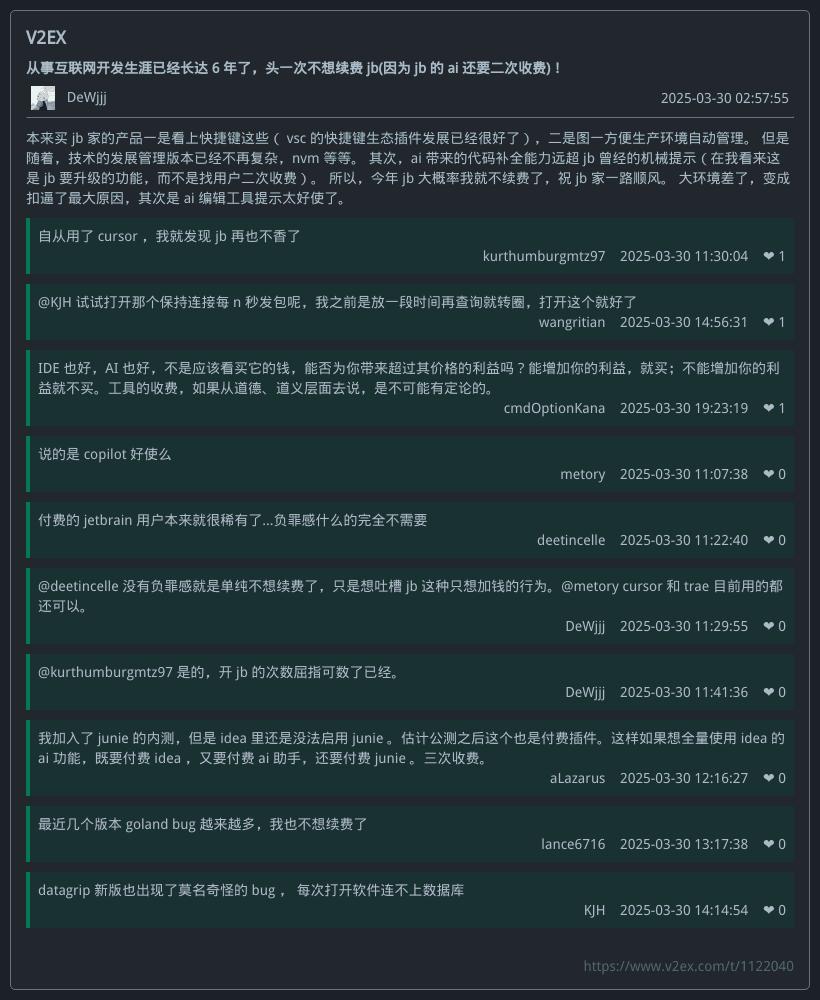 V2EX
从事互联网开发生涯已经长达 6 年了，头一次不想续费 jb(因为 jb 的 ai 还要二次收费)！
DeWjjj 2025-03-30 02:57:55
本来买 jb 家的产品一是看上快捷键这些（ vsc 的快捷键生态插件发展已经很好了），二是图一方便生产环境自动管理。 但是
随着，技术的发展管理版本已经不再复杂，nvm 等等。 其次，ai 带来的代码补全能力远超 jb 曾经的机械提示（在我看来这
是 jb 要升级的功能，而不是找用户二次收费）。 所以，今年 jb 大概率我就不续费了，祝 jb 家一路顺风。 大环境差了，变成
扣逼了最大原因，其次是 ai 编辑工具提示太好使了。
自从用了 cursor ，我就发现 jb 再也不香了
kurthumburgmtz97 2025-03-30 11:30:04 ❤ 1
@KJH 试试打开那个保持连接每 n 秒发包呢，我之前是放一段时间再查询就转圈，打开这个就好了
wangritian 2025-03-30 14:56:31 ❤ 1
IDE 也好，AI 也好，不是应该看买它的钱，能否为你带来超过其价格的利益吗？能增加你的利益，就买；不能增加你的利
益就不买。工具的收费，如果从道德、道义层面去说，是不可能有定论的。
cmdOptionKana 2025-03-30 19:23:19 ❤ 1
说的是 copilot 好使么
metory 2025-03-30 11:07:38 ❤ 0
付费的 jetbrain 用户本来就很稀有了...负罪感什么的完全不需要
deetincelle 2025-03-30 11:22:40 ❤ 0
@deetincelle 没有负罪感就是单纯不想续费了，只是想吐槽 jb 这种只想加钱的行为。@metory cursor 和 trae 目前用的都
还可以。
DeWjjj 2025-03-30 11:29:55 ❤ 0
@kurthumburgmtz97 是的，开 jb 的次数屈指可数了已经。
DeWjjj 2025-03-30 11:41:36 ❤ 0
我加入了 junie 的内测，但是 idea 里还是没法启用 junie 。估计公测之后这个也是付费插件。这样如果想全量使用 idea 的
ai 功能，既要付费 idea ，又要付费 ai 助手，还要付费 junie 。三次收费。
aLazarus 2025-03-30 12:16:27 ❤ 0
最近几个版本 goland bug 越来越多，我也不想续费了
lance6716 2025-03-30 13:17:38 ❤ 0
datagrip 新版也出现了莫名奇怪的 bug ， 每次打开软件连不上数据库
KJH 2025-03-30 14:14:54 ❤ 0
https://www.v2ex.com/t/1122040